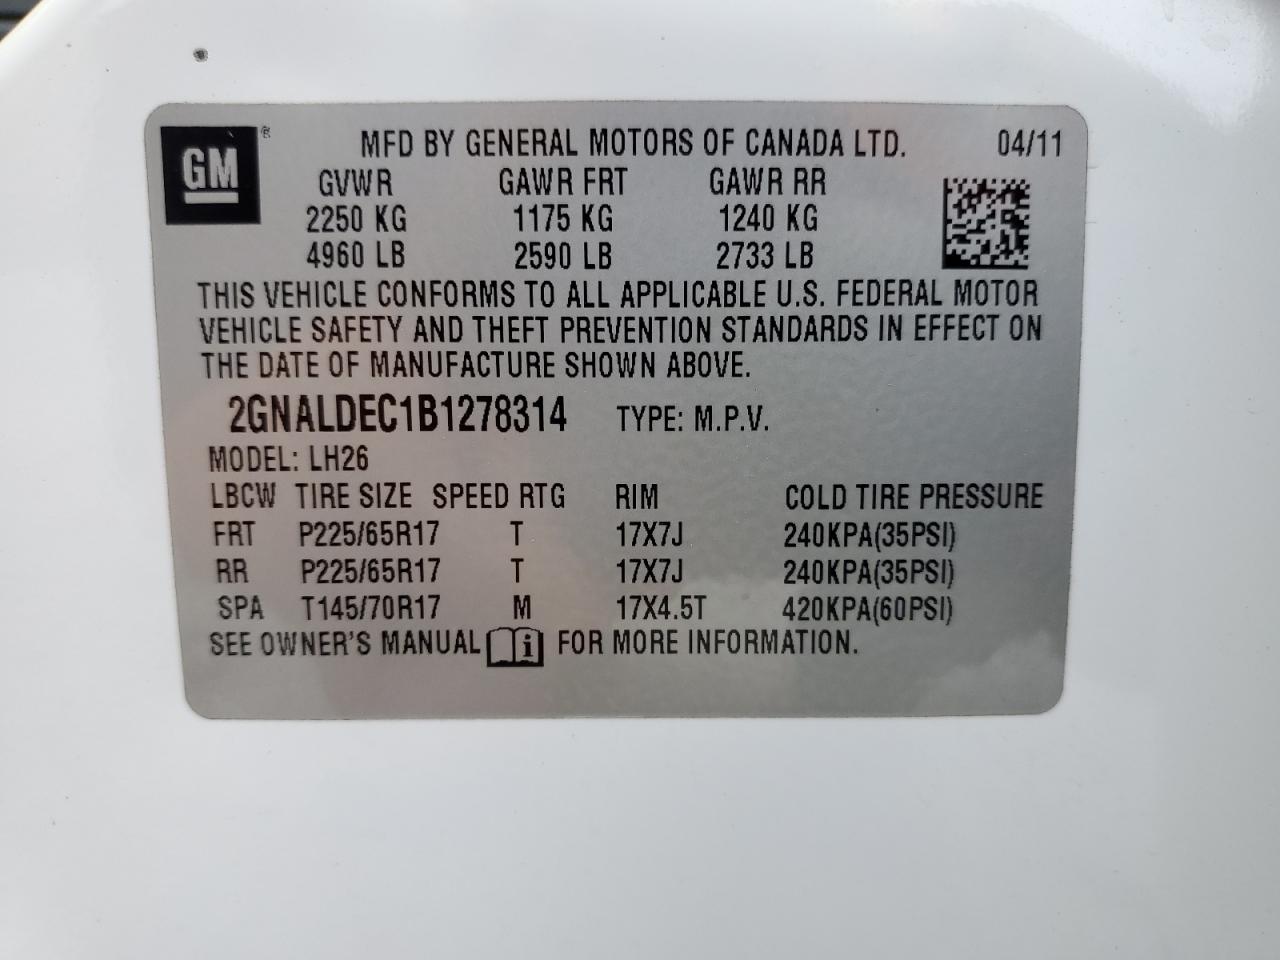 GM ® MFD BY GENERAL MOTORS OF CANADA LTD. 04/11
GVWR GAWR FRT GAWR RR
2250 KG 1175 KG 1240 KG
4960 LB 2590 LB 2733 LB
THIS VEHICLE CONFORMS TO ALL APPLICABLE U.S. FEDERAL MOTOR
VEHICLE SAFETY AND THEFT PREVENTION STANDARDS IN EFFECT ON
THE DATE OF MANUFACTURE SHOWN ABOVE.
2GNALDEC1B1278314 TYPE: M.P.V.
MODEL: LH26
LBCW TIRE SIZE SPEED RTG RIM COLD TIRE PRESSURE
FRT P225/65R17 T 17X7J 240KPA(35PSI)
RR P225/65R17 T 17X7J 240KPA(35PSI)
SPA T145/70R17 M 17X4.5T 420KPA(60PSI)
SEE OWNER'S MANUAL i FOR MORE INFORMATION.